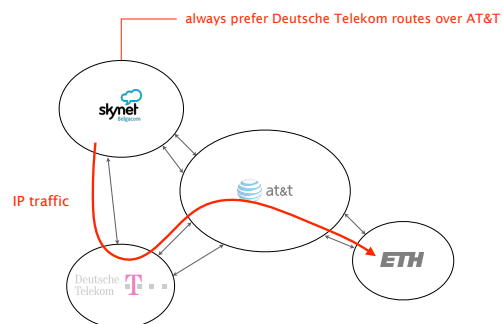 always prefer Deutsche Telekom routes over AT&T
skynet
Belgacom
at&t
IP traffic
ETH
Deutsche
Telekom T